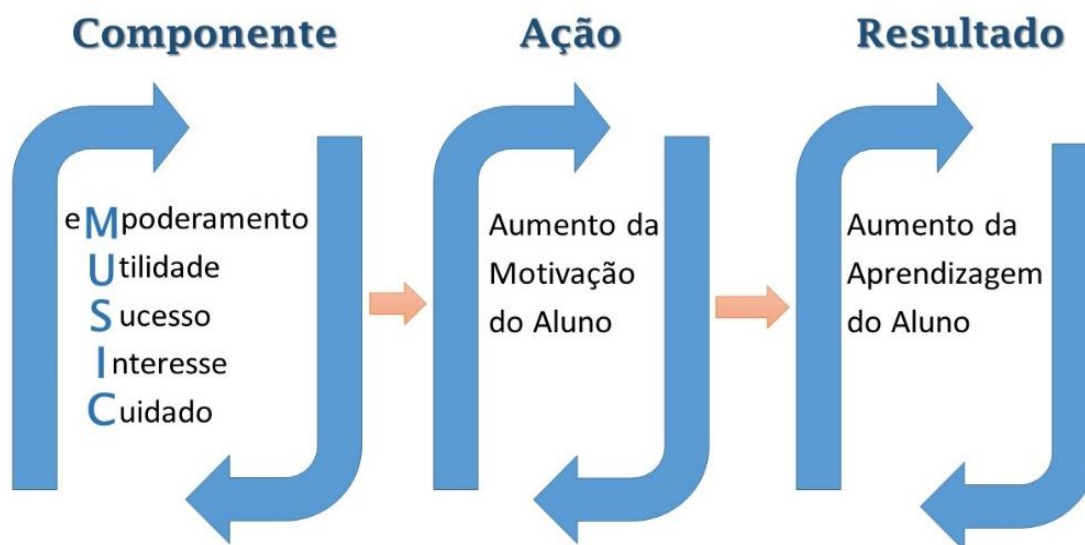 Componente
Ação
Resultado
eMpoderamento
Utilidade
Sucesso
Interesse
Cuidado
Aumento da
Motivação
do Aluno
Aumento da
Aprendizagem
do Aluno